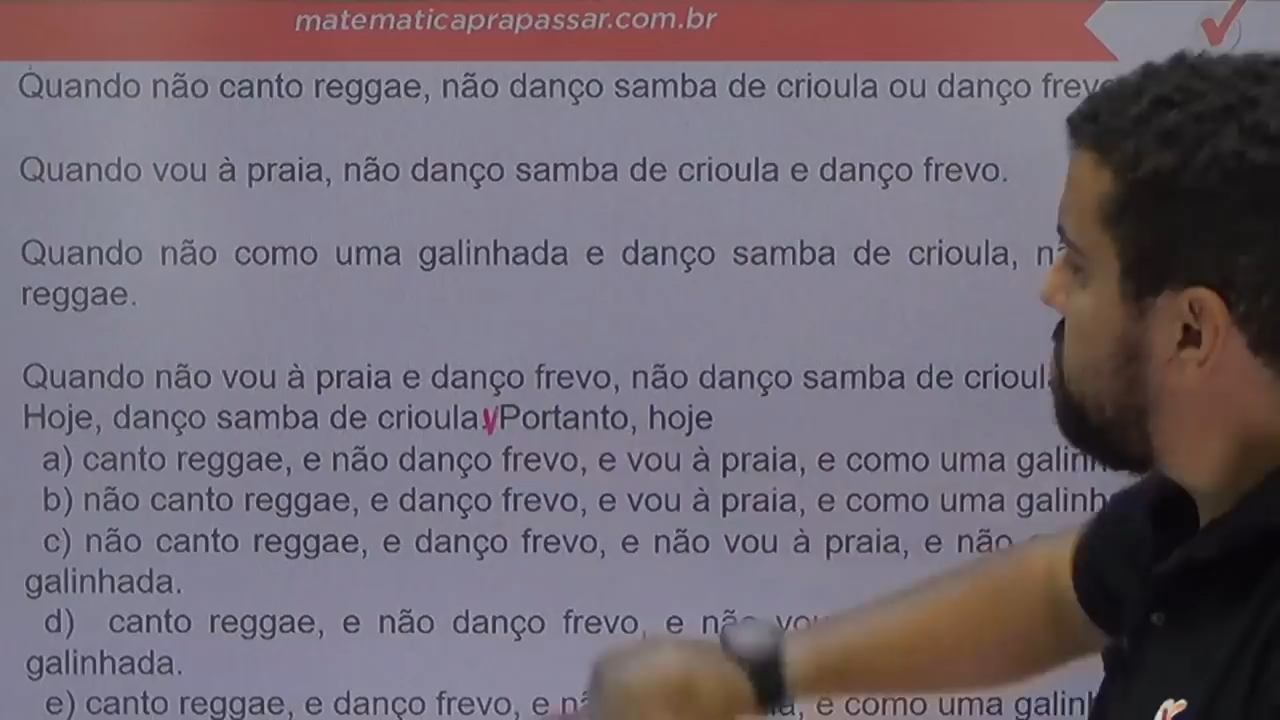 matematicaprapassar.com.br
Quando não canto reggae, não danço samba de crioula ou danço
Quando vou à praia, não danço samba de crioula e danço frevo.
Quando não como uma galinhada e danço samba de crioula,
reggae.
Quando não vou à praia e danço frevo, não danço samba de
Hoje, danço samba de crioula. Portanto, hoje
a) canto reggae, e não danço frevo, e vou à praia, e como uma
b) não canto reggae, e danço frevo, e vou à praia, e como uma
c) não canto reggae, e danço frevo, e não vou à praia, e não
galinhada.
d) canto reggae, e não danço frevo, e não
galinhada.
e) canto reggae, e danço frevo, e e como uma